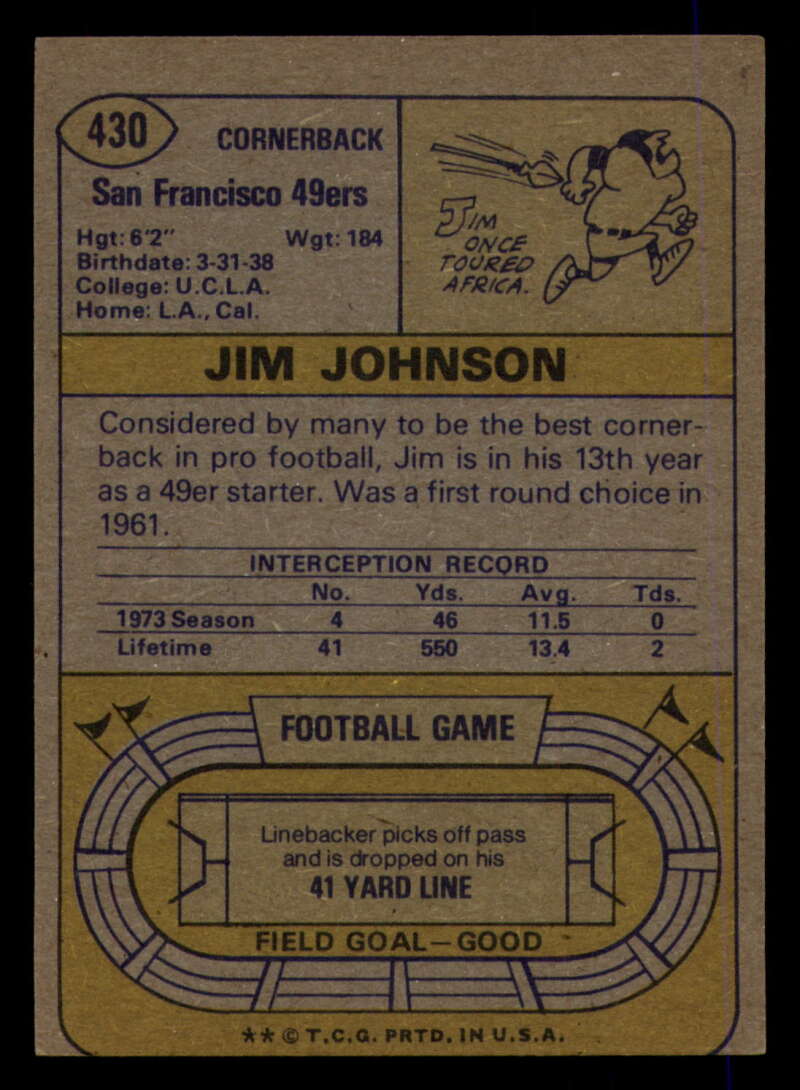 430
CORNERBACK
San Francisco 49ers
Hgt: 6'2" Wgt: 184
Birthdate: 3-31-38
College: U.C.L.A.
Home: L.A., Cal.
JIM
ONCE
TOURED
AFRICA.
JIM JOHNSON
Considered by many to be the best corner-
back in pro football, Jim is in his 13th year
as a 49er starter. Was a first round choice in
1961.
INTERCEPTION RECORD
No. Yds. Avg. Tds.
1973 Season 4 46 11.5 0
Lifetime 41 550 13.4 2
FOOTBALL GAME
Linebacker picks off pass
and is dropped on his
41 YARD LINE
FIELD GOAL—GOOD
** © T.C.G. PRTD. IN U.S.A.